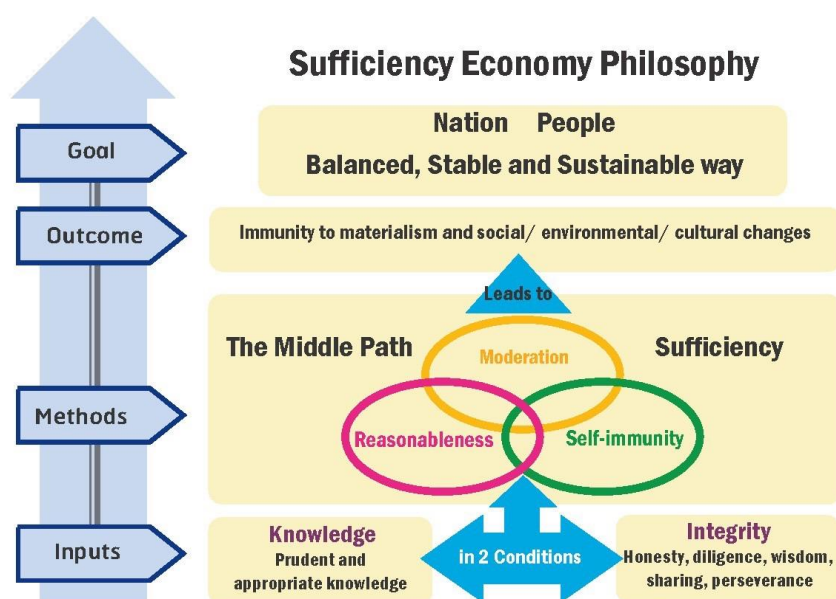 Sufficiency Economy Philosophy
Goal
Nation People
Balanced, Stable and Sustainable way
Outcome
Immunity to materialism and social/ environmental/ cultural changes
Leads to
The Middle Path
Moderation
Sufficiency
Methods
Reasonableness
Self-immunity
Inputs
Knowledge
Prudent and
appropriate knowledge
in 2 Conditions
Integrity
Honesty, diligence, wisdom,
sharing, perseverance